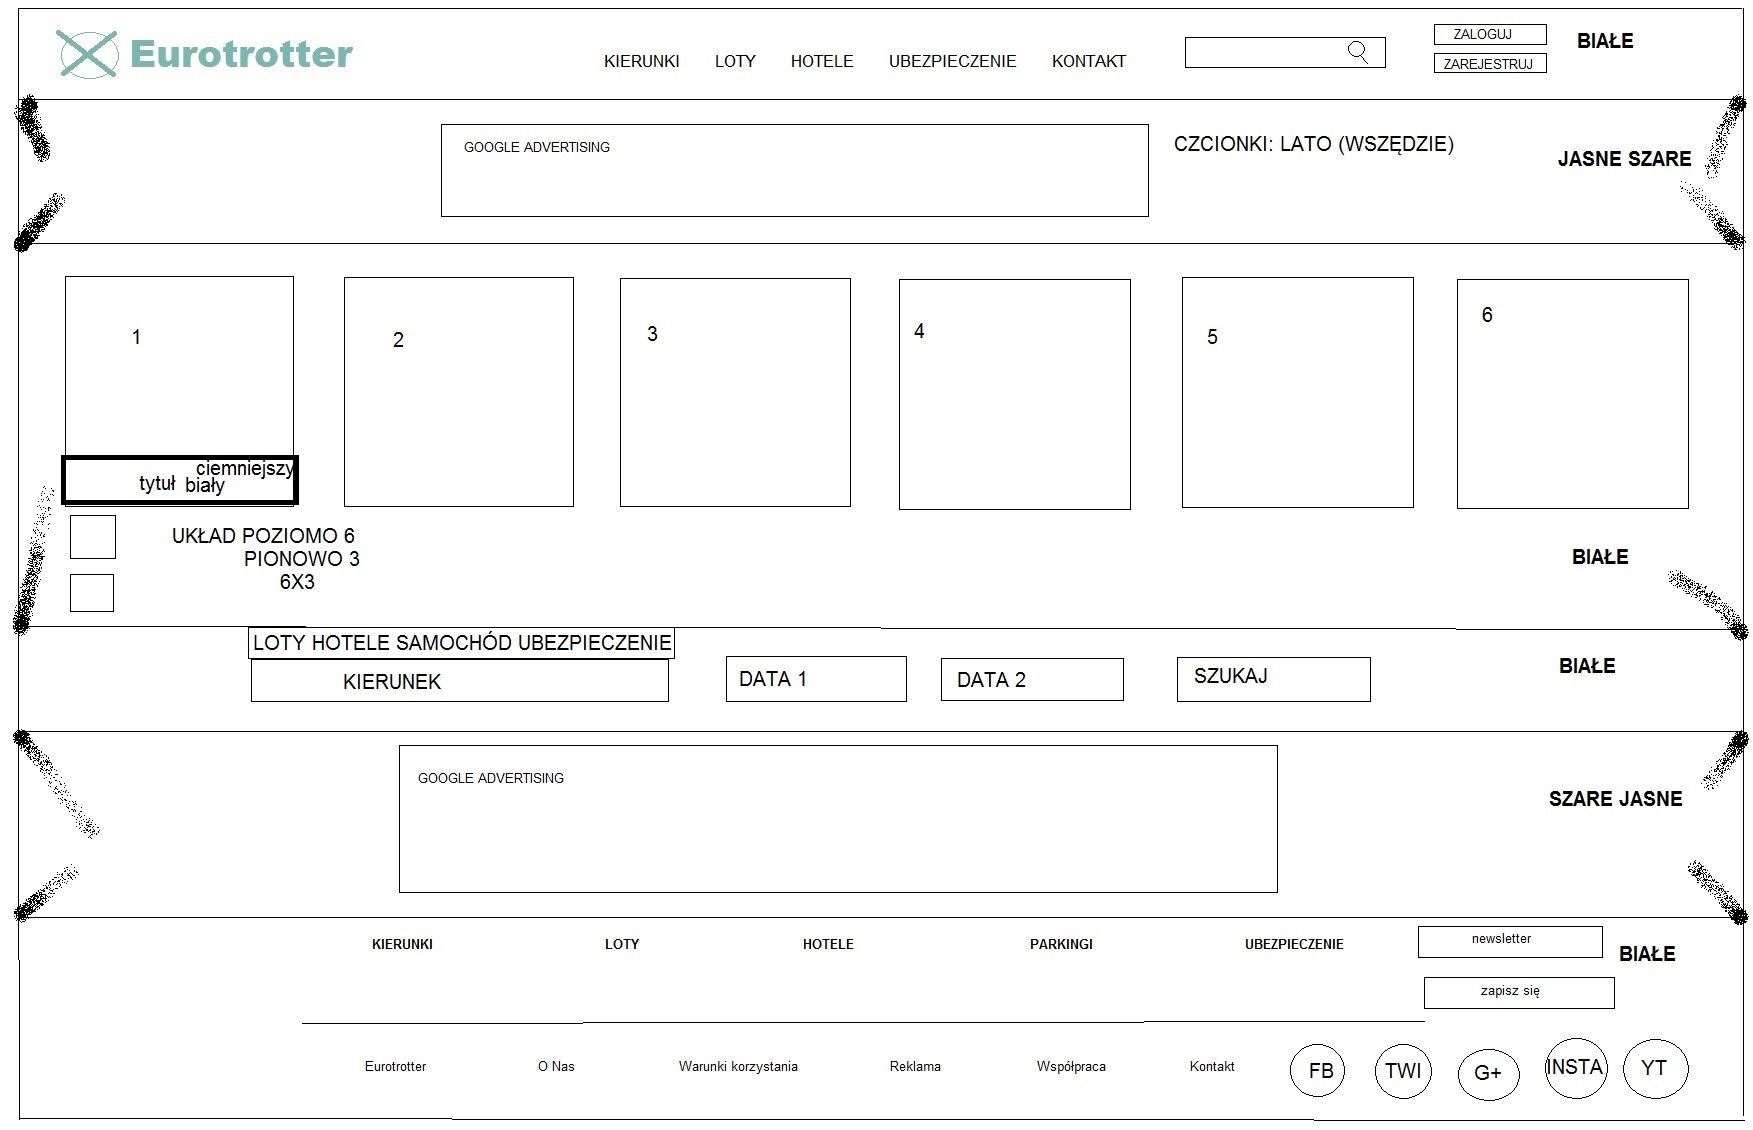 Eurotrotter
KIERUNKI LOTY HOTELE UBEZPIECZENIE KONTAKT
ZALOGUJ
ZAREJESTRUJ
BIAŁE
GOOGLE ADVERTISING
CZCIONKI: LATO (WSZĘDZIE)
JASNE SZARE
1
2
3
4
5
6
ciemniejszy
tytuł biały
UKŁAD POZIOMO 6
PIONOWO 3
6X3
BIAŁE
LOTY HOTELE SAMOCHÓD UBEZPIECZENIE
KIERUNEK
DATA 1
DATA 2
SZUKAJ
BIAŁE
GOOGLE ADVERTISING
SZARE JASNE
KIERUNKI LOTY HOTELE PARKINGI UBEZPIECZENIE
newsletter
BIAŁE
zapisz się
Eurotrotter O Nas Warunki korzystania Reklama Współpraca Kontakt
FB TWI G+ INSTA YT